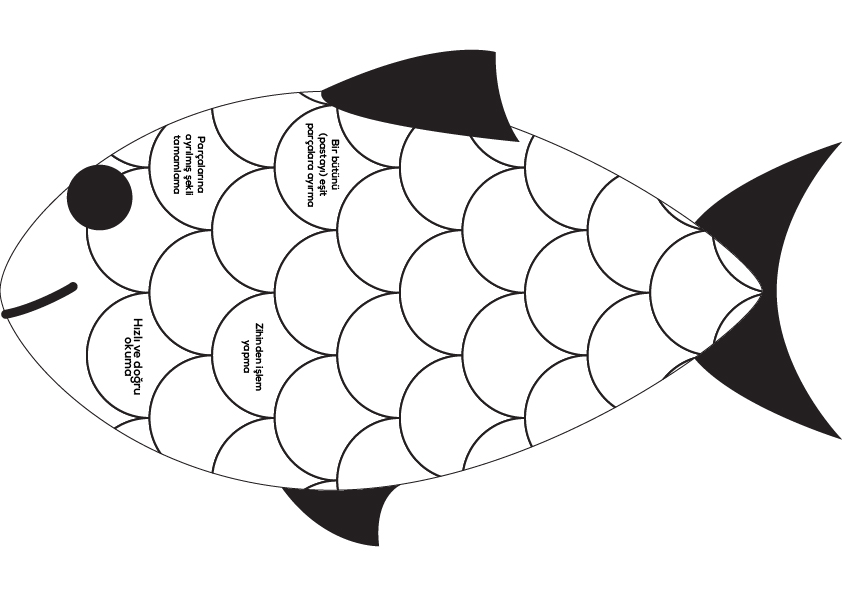 Parçalarına
ayrılmış şekli
tamamlama
Bir bütünü
(pastayı) eşit
parçalara ayırma
Hızlı ve doğru
okuma
Zihinden işlem
yapma